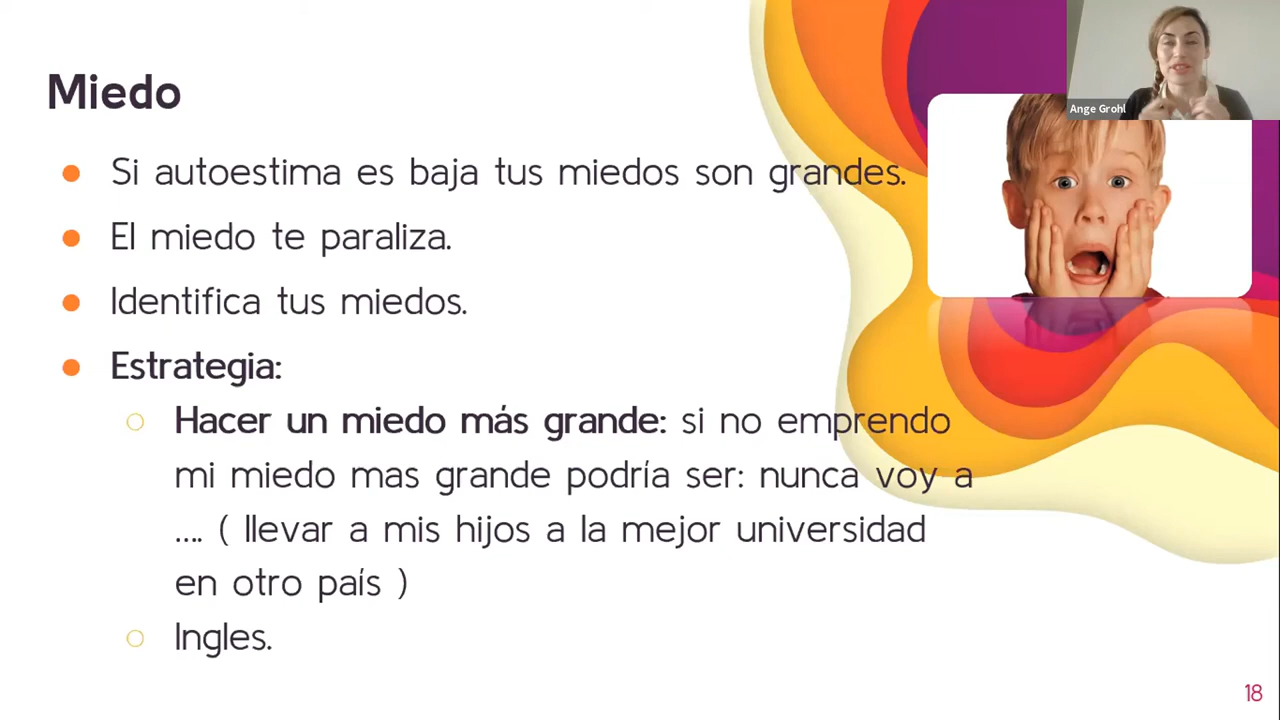 Miedo
Si autoestima es baja tus miedos son grandes.
El miedo te paraliza.
Identifica tus miedos.
Estrategia:
Hacer un miedo más grande: si no emprendo
mi miedo mas grande podría ser: nunca voy a
.... ( llevar a mis hijos a la mejor universidad
en otro país )
Ingles.
Ange Grohl
18